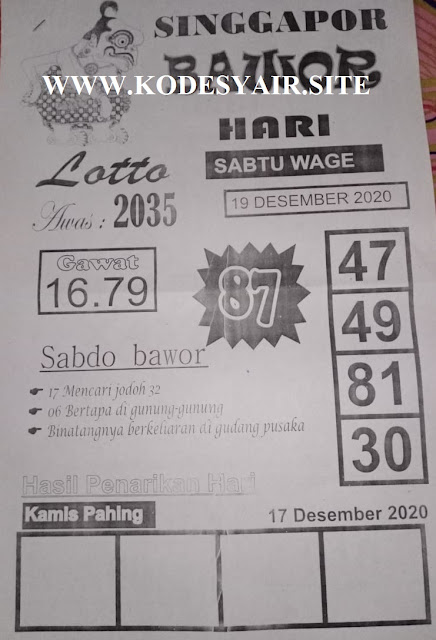 SINGGAPOR
BAWOR
WWW.KODESYAIR.SITE
HARI
Lotto
SABTU WAGE
Awas : 2035
19 DESEMBER 2020
Gawat
16.79
87
47
49
81
30
Sabdo bawor
17 Mencari jodoh 32
06 Bertapa di gunung-gunung
Binatangnya berkeliaran di gudang pusaka
Hasil Penarikan Hari
Kamis Pahing
17 Desember 2020